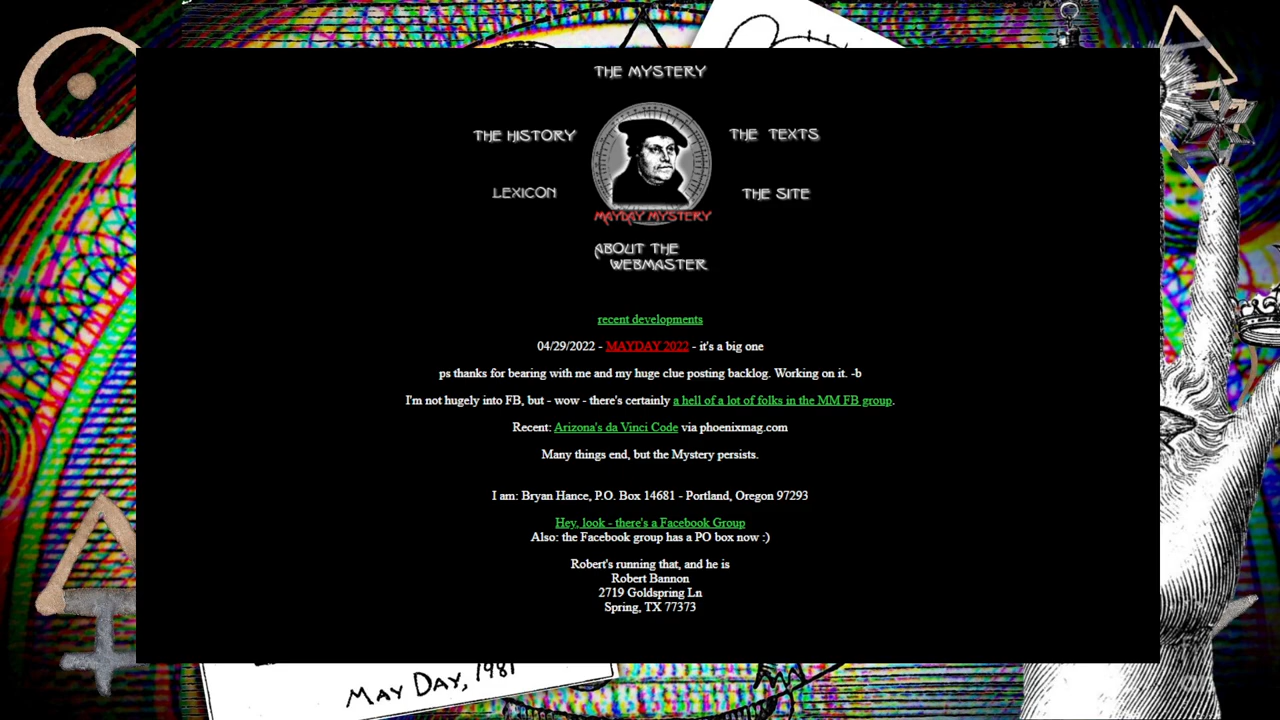 THE MYSTERY
THE HISTORY
THE TEXTS
LEXICON
THE SITE
MAYDAY MYSTERY
ABOUT THE
WEBMASTER
recent developments
04/29/2022 - MAYDAY 2022 - it's a big one
ps thanks for bearing with me and my huge clue posting backlog. Working on it. -b
I'm not hugely into FB, but - wow - there's certainly a hell of a lot of folks in the MM FB group.
Recent: Arizona's da Vinci Code via phoenixmag.com
Many things end, but the Mystery persists.
I am: Bryan Hance, P.O. Box 14681 - Portland, Oregon 97293
Hey, look - there's a Facebook Group
Also: the Facebook group has a PO box now :)
Robert's running that, and he is
Robert Bannon
2719 Goldspring Ln
Spring, TX 77373
MAY DAY, 1981